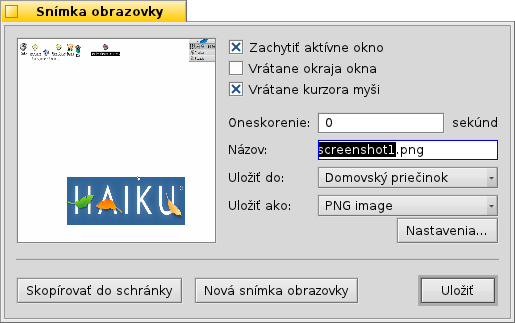 Snímka obrazovky
Zachytiť aktívne okno
Vrátane okraja okna
Vrátane kurzora myši
Oneskorenie: 0 sekúnd
Názov: screenshot1.png
Uložiť do: Domovský priečinok
Uložiť ako: PNG image
Nastavenia...
HAIKU
Skopírovať do schránky
Nová snímka obrazovky
Uložiť